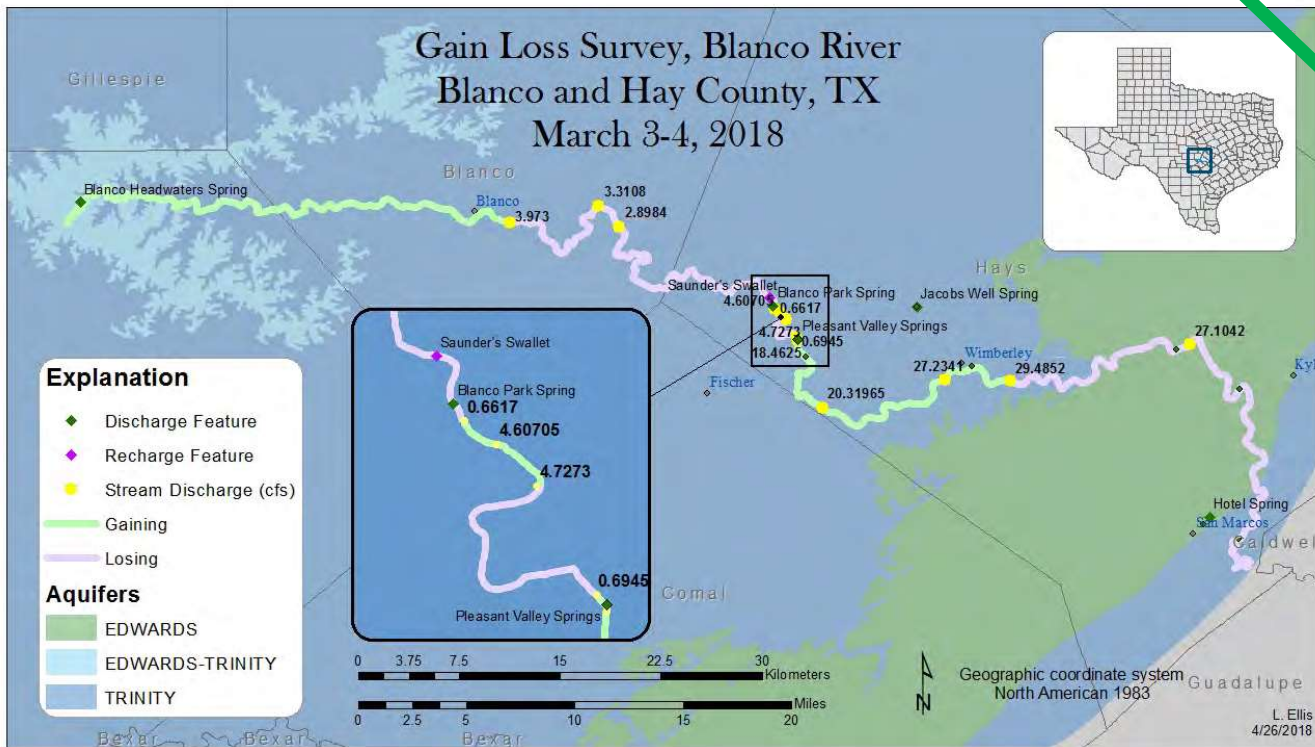 Gain Loss Survey, Blanco River
Blanco and Hay County, TX
March 3-4, 2018
Gillespie
Blanco
Blanco Headwaters Spring
Blanco
3.973
3.3108
2.8984
Hays
Saunder's Swallet
Blanco Park Spring
4.60705
0.6617
Jacobs Well Spring
4.7273
Pleasant Valley Springs
0.6945
18.4625
27.1042
Wimberley
27.2341
29.4852
Fischer
20.31965
Kyl
Hotel Spring
San Marcos
Caldwel
Comal
Guadalupe
Bexar
Bexar
Bexar
Saunder's Swallet
Blanco Park Spring
0.6617
4.60705
4.7273
0.6945
Pleasant Valley Springs
Explanation
Discharge Feature
Recharge Feature
Stream Discharge (cfs)
Gaining
Losing
Aquifers
EDWARDS
EDWARDS-TRINITY
TRINITY
0 3.75 7.5 15 22.5 30
Kilometers
Miles
0 2.5 5 10 15 20
N
Geographic coordinate system
North American 1983
L. Ellis
4/26/2018